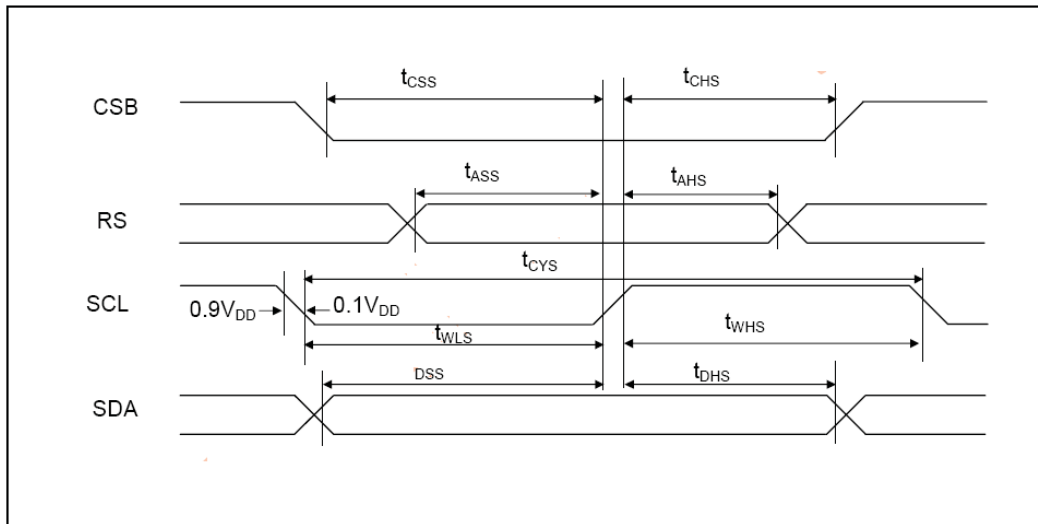 tCSS
tCHS
CSB
tASS
tAHS
RS
tCYS
SCL
0.9VDD
0.1VDD
tWLS
tWHS
DSS
tDHS
SDA